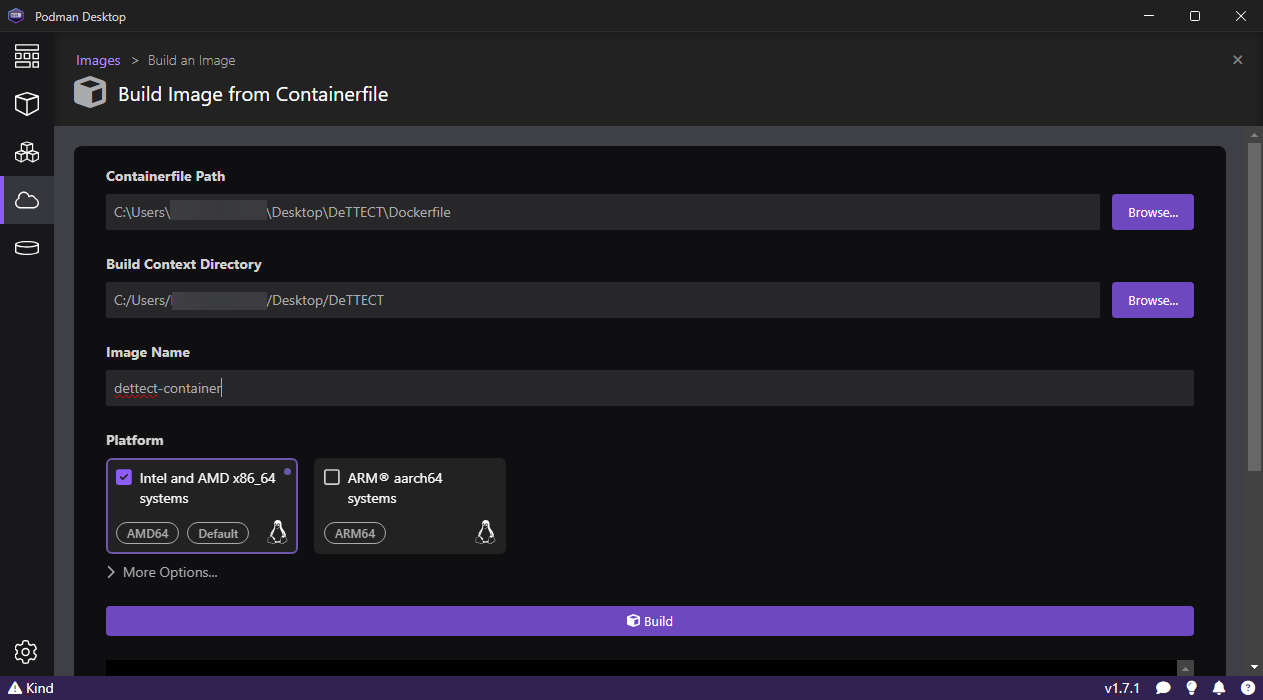 Podman Desktop
Images > Build an Image
Build Image from Containerfile
Containerfile Path
C:\Users\ \Desktop\DeTTECT\Dockerfile
Browse...
Build Context Directory
C:/Users/ /Desktop/DeTTECT
Browse...
Image Name
dettect-container
Platform
Intel and AMD x86_64
systems
AMD64
Default
ARM® aarch64
systems
ARM64
More Options...
Build
Kind
v1.7.1